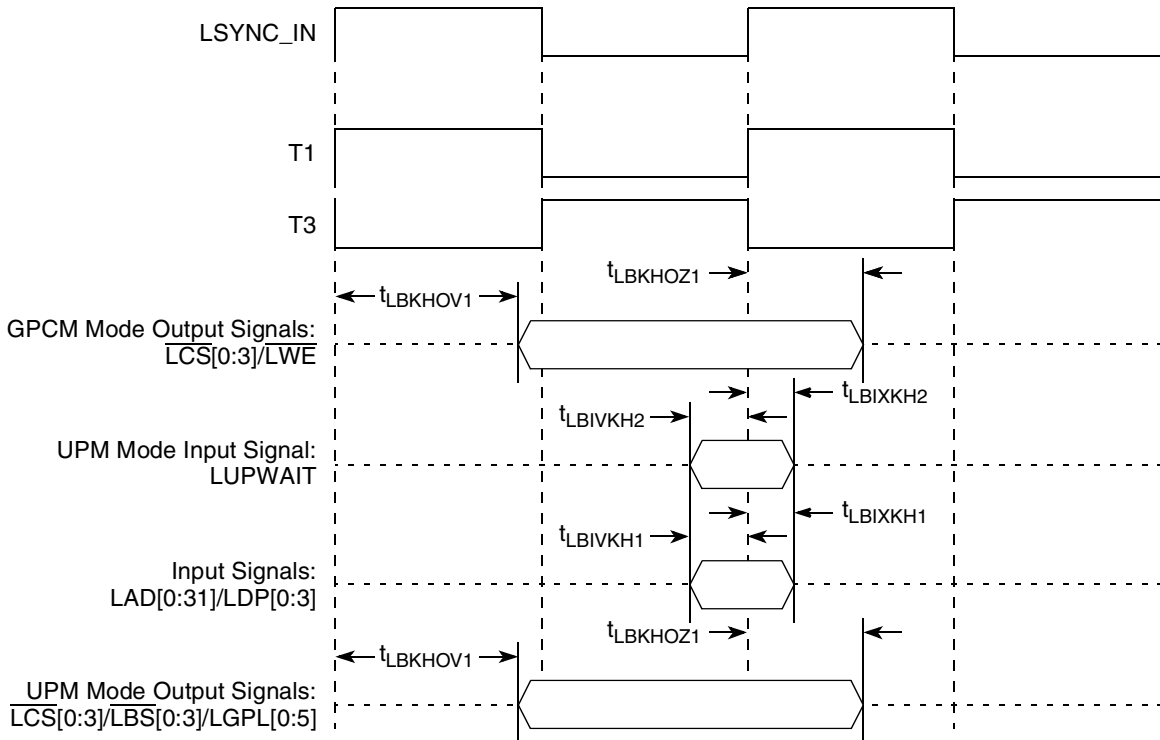 LSYNC_IN
T1
T3
tLBKHOZ1
tLBKHOV1
GPCM Mode Output Signals:
LCS[0:3]/LWE
tLBIXKH2
tLBIVKH2
UPM Mode Input Signal:
LUPWAIT
tLBIXKH1
tLBIVKH1
Input Signals:
LAD[0:31]/LDP[0:3]
tLBKHOZ1
tLBKHOV1
UPM Mode Output Signals:
LCS[0:3]/LBS[0:3]/LGPL[0:5]